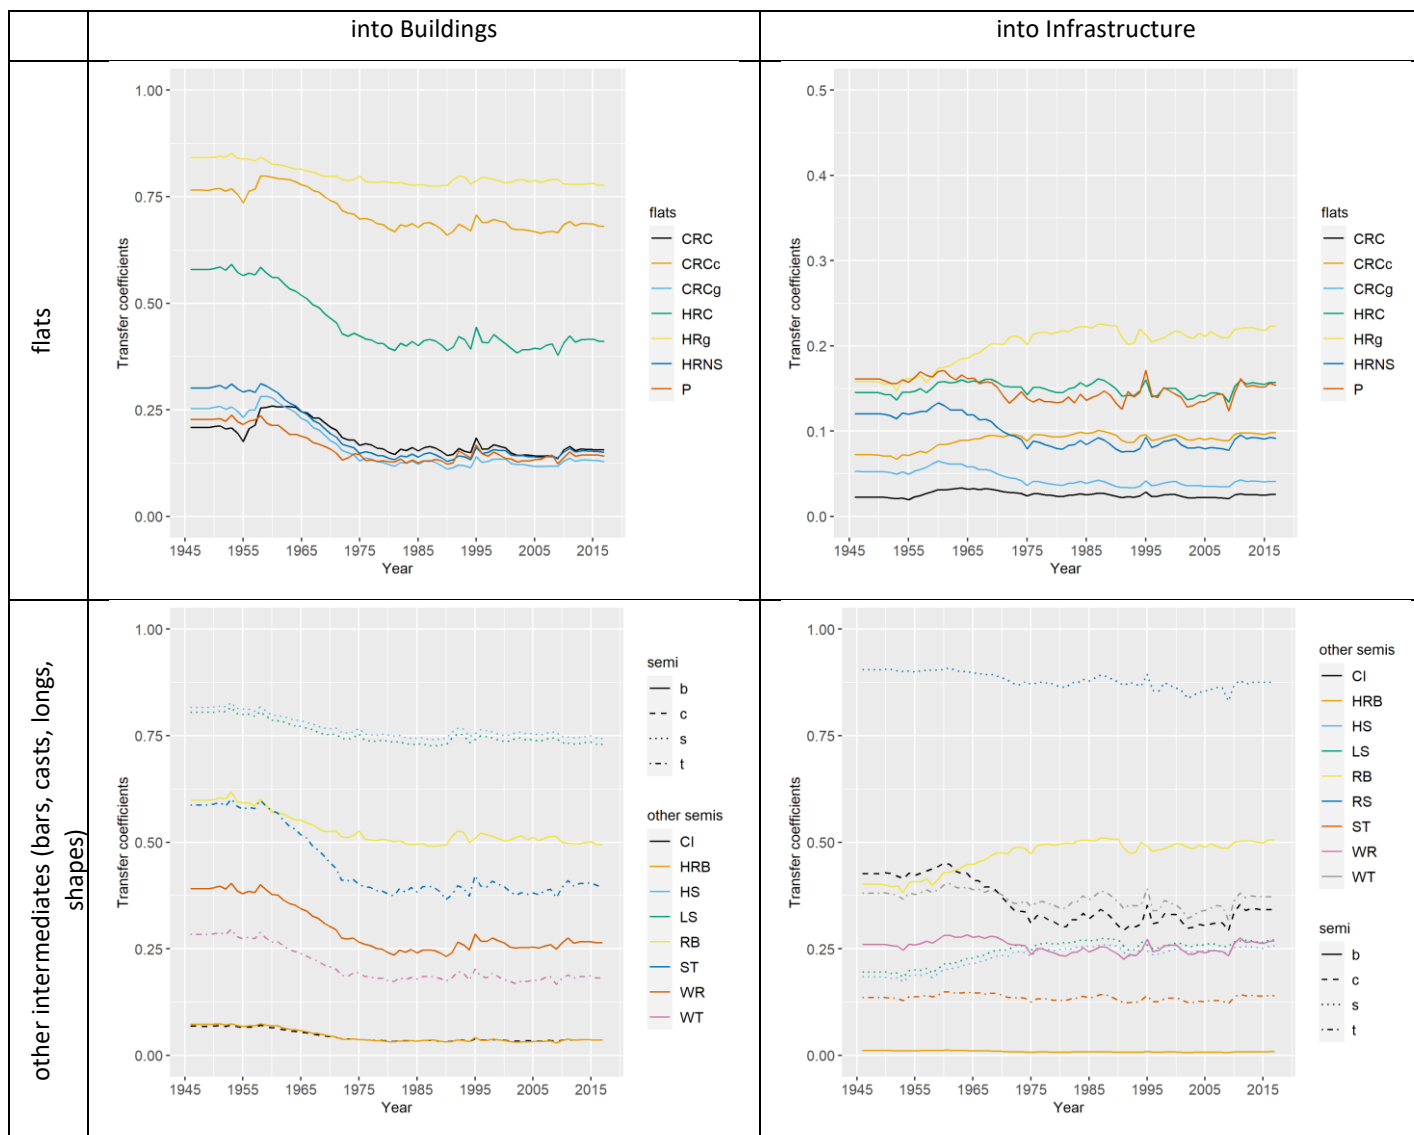 into Buildings
into Infrastructure
flats
1.00
0.75
0.50
0.25
0.00
Transfer coefficients
1945 1955 1965 1975 1985 1995 2005 2015
Year
flats
CRC
CRCc
CRCg
HRC
HRg
HRNS
P
0.5
0.4
0.3
0.2
0.1
0.0
Transfer coefficients
1945 1955 1965 1975 1985 1995 2005 2015
Year
flats
CRC
CRCc
CRCg
HRC
HRg
HRNS
P
other intermediates (bars, casts, longs,
shapes)
1.00
0.75
0.50
0.25
0.00
Transfer coefficients
1945 1955 1965 1975 1985 1995 2005 2015
Year
semi
b
c
s
t
other semis
CI
HRB
HS
LS
RB
ST
WR
WT
1.00
0.75
0.50
0.25
0.00
Transfer coefficients
1945 1955 1965 1975 1985 1995 2005 2015
Year
other semis
CI
HRB
HS
LS
RB
RS
ST
WR
WT
semi
b
c
s
t